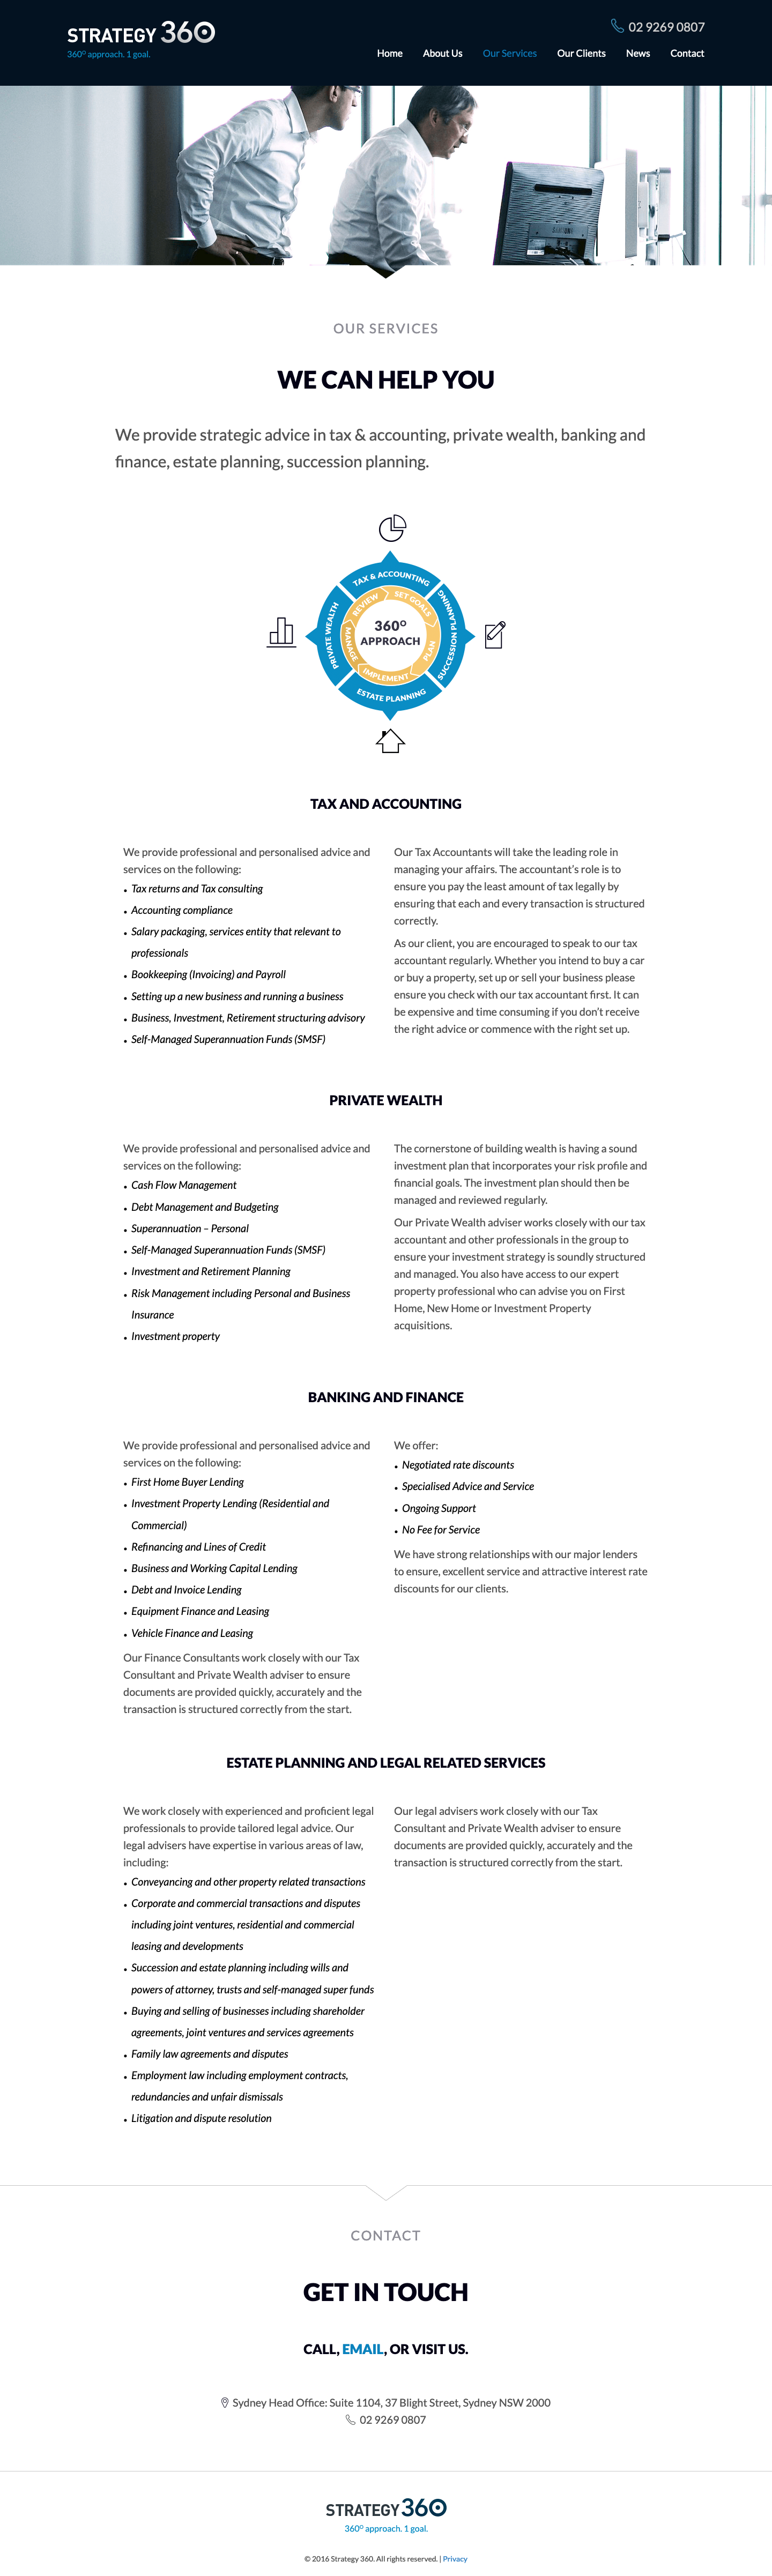 STRATEGY 360
360° approach. 1 goal.
02 9269 0807
Home About Us Our Services Our Clients News Contact
OUR SERVICES
WE CAN HELP YOU
We provide strategic advice in tax & accounting, private wealth, banking and
finance, estate planning, succession planning.
TAX & ACCOUNTING
SUCCESSION PLANNING
ESTATE PLANNING
PRIVATE WEALTH
REVIEW
SET GOALS
PLAN
IMPLEMENT
MANAGE
360°
APPROACH
TAX AND ACCOUNTING
We provide professional and personalised advice and
services on the following:
• Tax returns and Tax consulting
• Accounting compliance
• Salary packaging, services entity that relevant to
professionals
• Bookkeeping (Invoicing) and Payroll
• Setting up a new business and running a business
• Business, Investment, Retirement structuring advisory
• Self-Managed Superannuation Funds (SMSF)
Our Tax Accountants will take the leading role in
managing your affairs. The accountant’s role is to
ensure you pay the least amount of tax legally by
ensuring that each and every transaction is structured
correctly.
As our client, you are encouraged to speak to our tax
accountant regularly. Whether you intend to buy a car
or buy a property, set up or sell your business please
ensure you check with our tax accountant first. It can
be expensive and time consuming if you don’t receive
the right advice or commence with the right set up.
PRIVATE WEALTH
We provide professional and personalised advice and
services on the following:
• Cash Flow Management
• Debt Management and Budgeting
• Superannuation – Personal
• Self-Managed Superannuation Funds (SMSF)
• Investment and Retirement Planning
• Risk Management including Personal and Business
Insurance
• Investment property
The cornerstone of building wealth is having a sound
investment plan that incorporates your risk profile and
financial goals. The investment plan should then be
managed and reviewed regularly.
Our Private Wealth adviser works closely with our tax
accountant and other professionals in the group to
ensure your investment strategy is soundly structured
and managed. You also have access to our expert
property professional who can advise you on First
Home, New Home or Investment Property
acquisitions.
BANKING AND FINANCE
We provide professional and personalised advice and
services on the following:
• First Home Buyer Lending
• Investment Property Lending (Residential and
Commercial)
• Refinancing and Lines of Credit
• Business and Working Capital Lending
• Debt and Invoice Lending
• Equipment Finance and Leasing
• Vehicle Finance and Leasing
Our Finance Consultants work closely with our Tax
Consultant and Private Wealth adviser to ensure
documents are provided quickly, accurately and the
transaction is structured correctly from the start.
We offer:
• Negotiated rate discounts
• Specialised Advice and Service
• Ongoing Support
• No Fee for Service
We have strong relationships with our major lenders
to ensure, excellent service and attractive interest rate
discounts for our clients.
ESTATE PLANNING AND LEGAL RELATED SERVICES
We work closely with experienced and proficient legal
professionals to provide tailored legal advice. Our
legal advisers have expertise in various areas of law,
including:
• Conveyancing and other property related transactions
• Corporate and commercial transactions and disputes
including joint ventures, residential and commercial
leasing and developments
• Succession and estate planning including wills and
powers of attorney, trusts and self-managed super funds
• Buying and selling of businesses including shareholder
agreements, joint ventures and services agreements
• Family law agreements and disputes
• Employment law including employment contracts,
redundancies and unfair dismissals
• Litigation and dispute resolution
Our legal advisers work closely with our Tax
Consultant and Private Wealth adviser to ensure
documents are provided quickly, accurately and the
transaction is structured correctly from the start.
CONTACT
GET IN TOUCH
CALL, EMAIL, OR VISIT US.
Sydney Head Office: Suite 1104, 37 Blight Street, Sydney NSW 2000
02 9269 0807
STRATEGY 360
360° approach. 1 goal.
© 2016 Strategy 360. All rights reserved. | Privacy